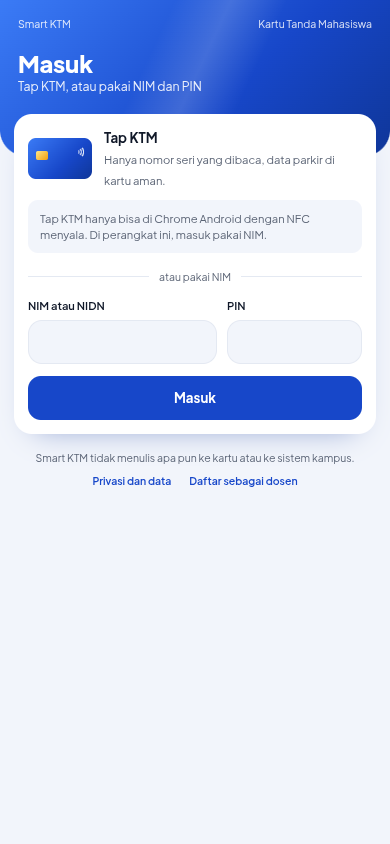 Smart KTM
Kartu Tanda Mahasiswa
Masuk
Tap KTM, atau pakai NIM dan PIN
Tap KTM
Hanya nomor seri yang dibaca, data parkir di
kartu aman.
Tap KTM hanya bisa di Chrome Android dengan NFC
menyala. Di perangkat ini, masuk pakai NIM.
atau pakai NIM
NIM atau NIDN
PIN
Masuk
Smart KTM tidak menulis apa pun ke kartu atau ke sistem kampus.
Privasi dan data
Daftar sebagai dosen